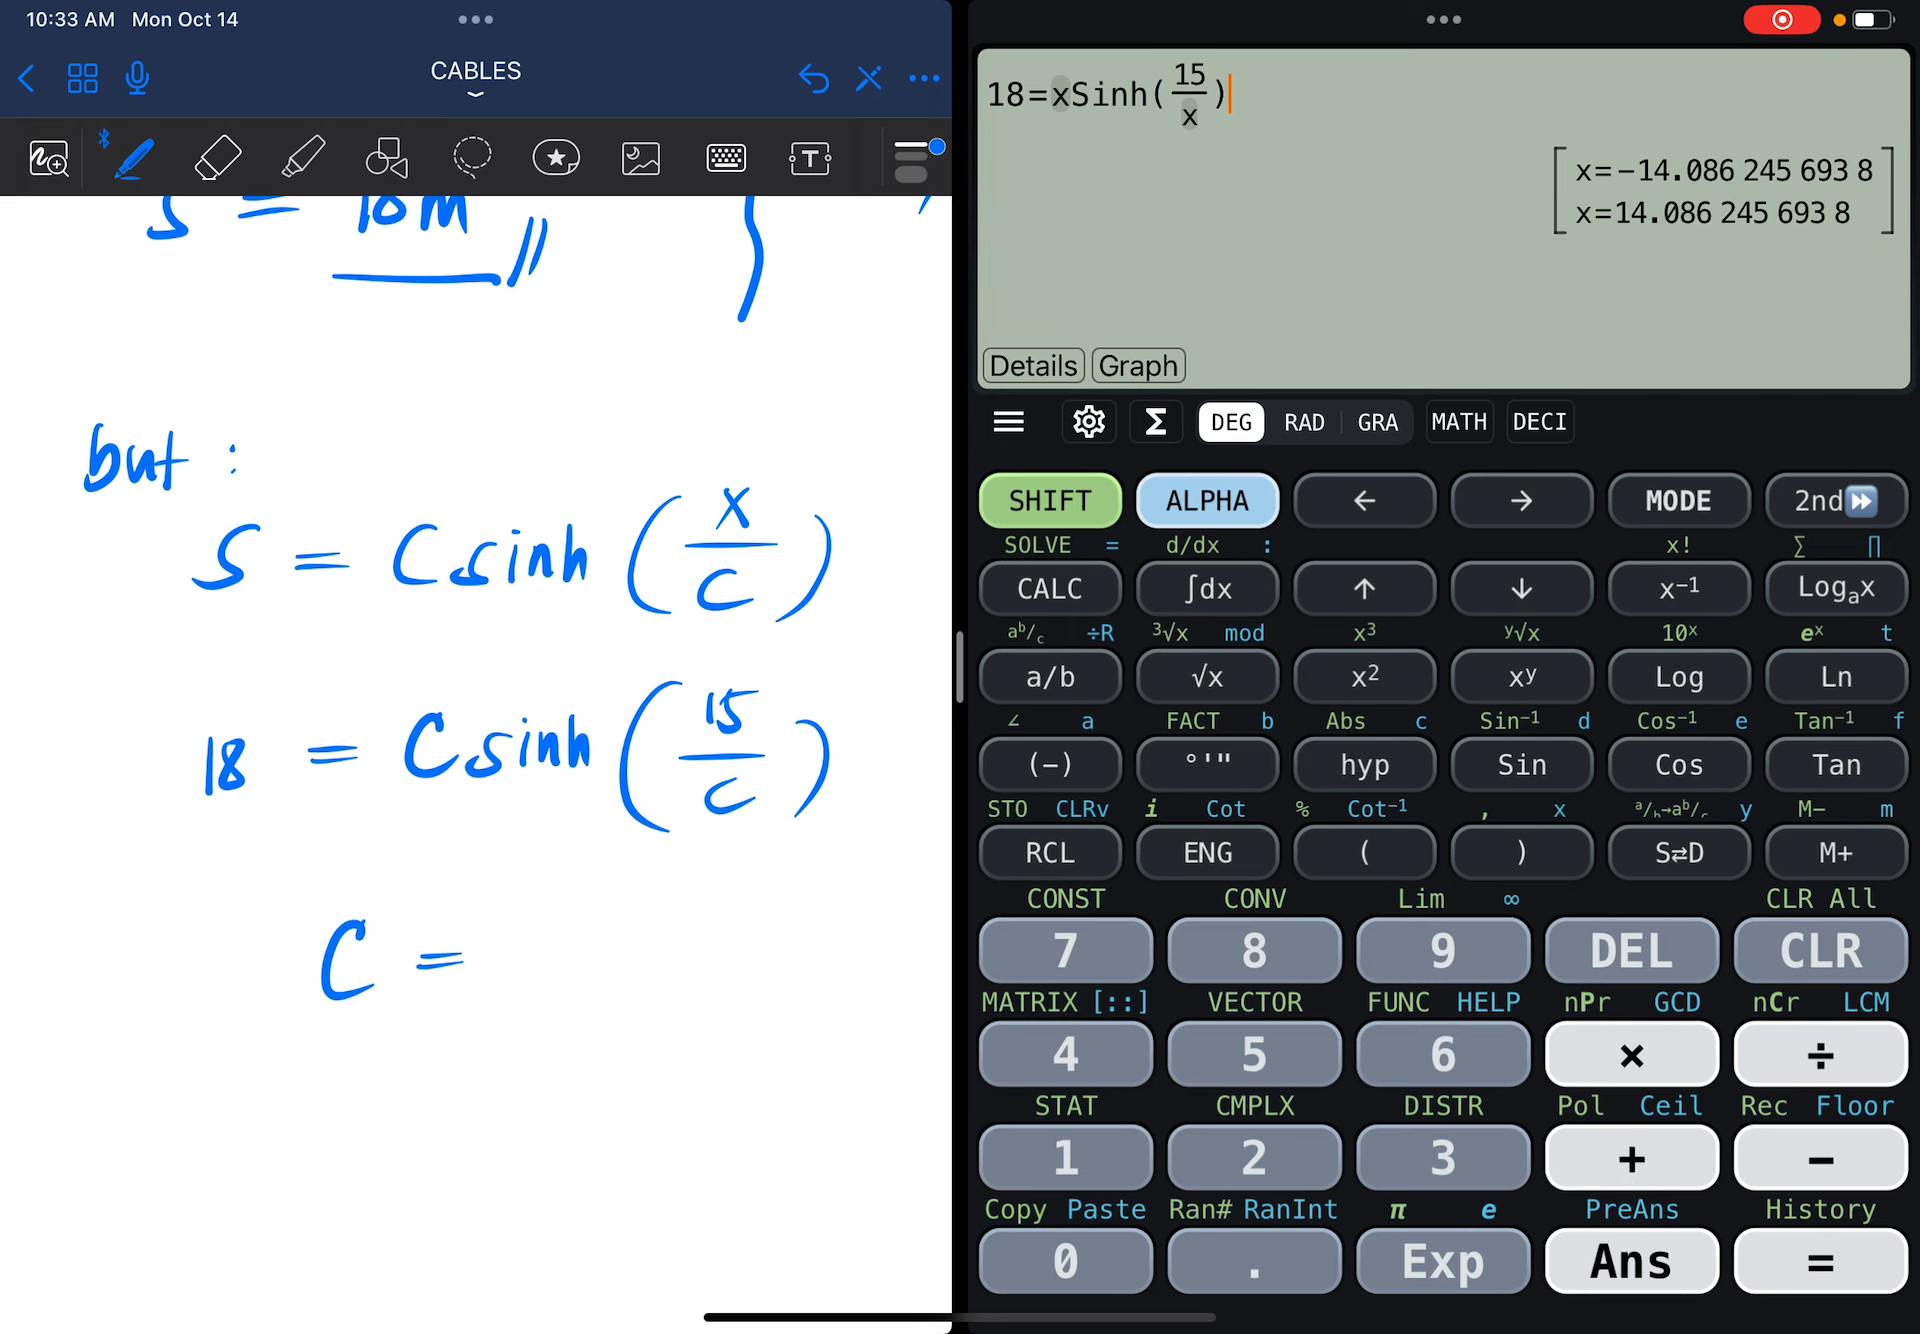 10:33 AM Mon Oct 14
CABLES
S = 18m
but :
S = C sinh ( x / c )
18 = C sinh ( 15 / c )
C =
18=xSinh(15/x)
x=−14.086 245 693 8
x=14.086 245 693 8
Details Graph
Σ DEG RAD GRA MATH DECI
SHIFT ALPHA ← → MODE 2nd
SOLVE = d/dx : x! ∑ ∏
CALC ∫dx ↑ ↓ x⁻¹ Logₐx
aᵇ/c ÷R ³√x mod x³ ʸ√x 10ˣ eˣ t
a/b √x x² xʸ Log Ln
∠ a FACT b Abs c Sin⁻¹ d Cos⁻¹ e Tan⁻¹ f
(−) °'" hyp Sin Cos Tan
STO CLRv i Cot % Cot⁻¹ , x a/b→aᵇ/c y M− m
RCL ENG ( ) S⇄D M+
CONST CONV Lim ∞ CLR All
7 8 9 DEL CLR
MATRIX [::] VECTOR FUNC HELP nPr GCD nCr LCM
4 5 6 × ÷
STAT CMPLX DISTR Pol Ceil Rec Floor
1 2 3 + −
Copy Paste Ran# RanInt π e PreAns History
0 . Exp Ans =